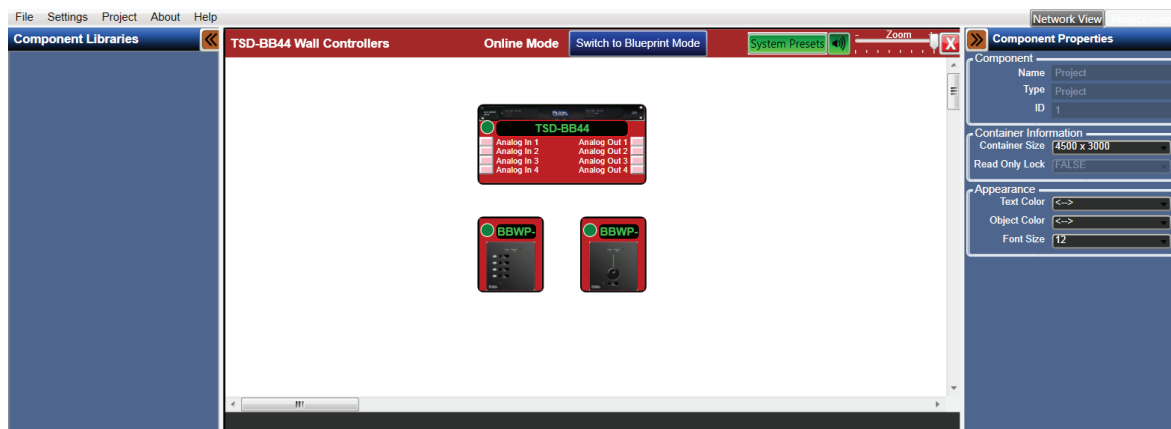 File Settings Project About Help
Network View
Component Libraries
TSD-BB44 Wall Controllers
Online Mode
Switch to Blueprint Mode
System Presets
- Zoom +
X
Component Properties
Component
Name Project
Type Project
ID 1
Container Information
Container Size 4500 x 3000
Read Only Lock FALSE
Appearance
Text Color <-->
Object Color <-->
Font Size 12
TSD-BB44
Analog In 1 Analog Out 1
Analog In 2 Analog Out 2
Analog In 3 Analog Out 3
Analog In 4 Analog Out 4
BBWP-
BBWP-